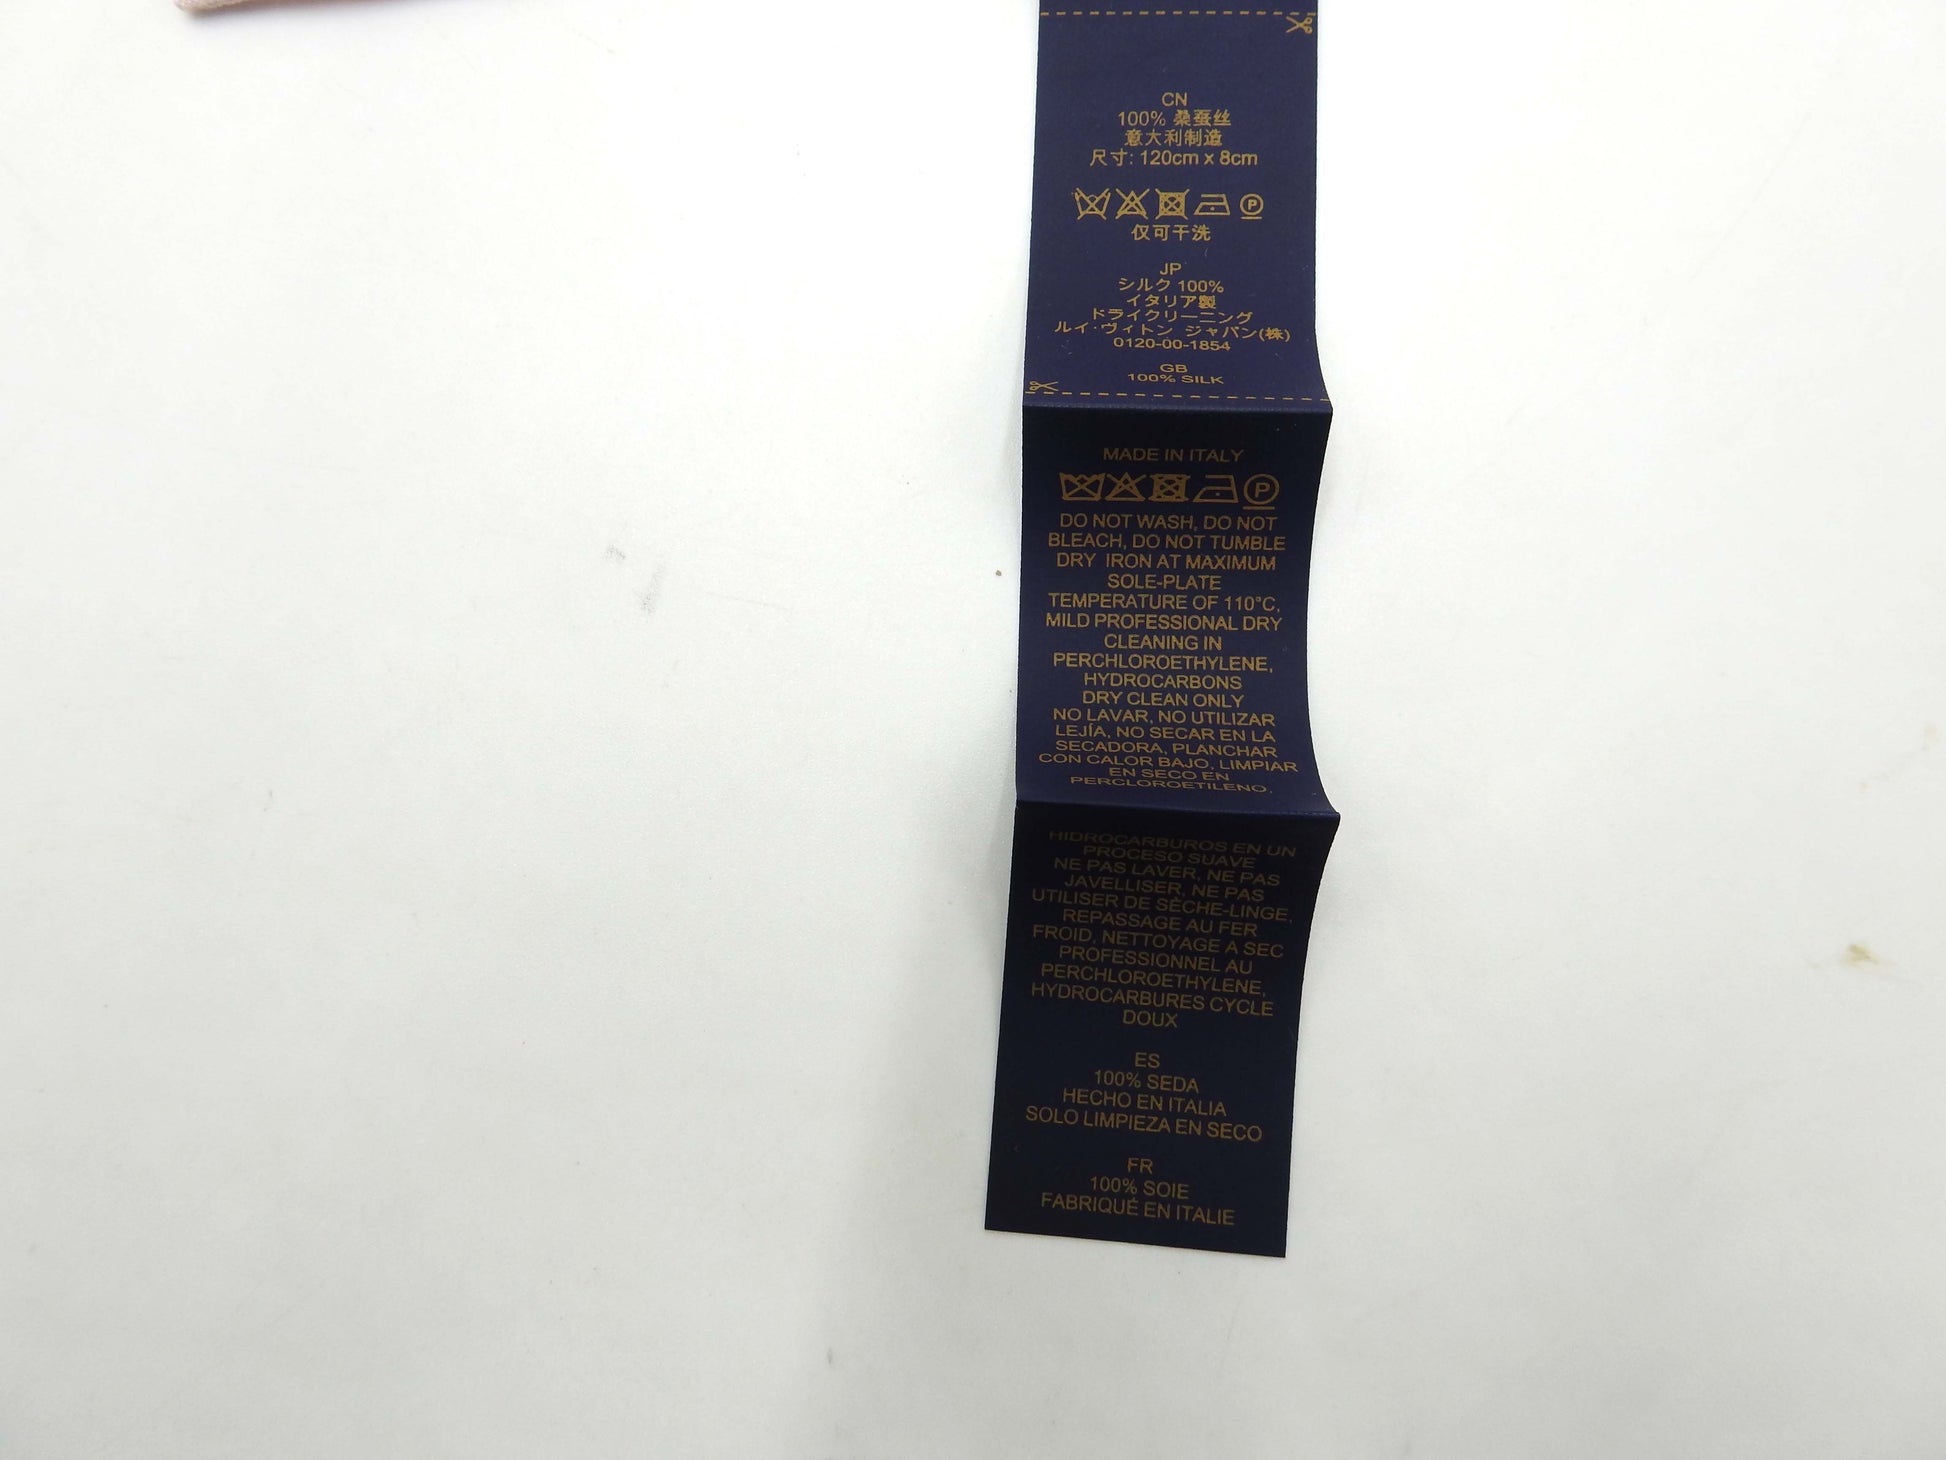 CN
100% 桑蚕丝
意大利制造
尺寸: 120cm x 8cm
P
仅可干洗
JP
シルク 100%
イタリア製
ドライクリーニング
ルイ·ヴィトン ジャパン(株)
0120-00-1854
GB
100% SILK
MADE IN ITALY
P
DO NOT WASH, DO NOT
BLEACH, DO NOT TUMBLE
DRY IRON AT MAXIMUM
SOLE-PLATE
TEMPERATURE OF 110°C,
MILD PROFESSIONAL DRY
CLEANING IN
PERCHLOROETHYLENE,
HYDROCARBONS
DRY CLEAN ONLY
NO LAVAR, NO UTILIZAR
LEJÍA, NO SECAR EN LA
SECADORA, PLANCHAR
CON CALOR BAJO, LIMPIAR
EN SECO EN
PERCLOROETILENO,
HIDROCARBUROS EN UN
PROCESO SUAVE
NE PAS LAVER, NE PAS
JAVELLISER, NE PAS
UTILISER DE SÈCHE-LINGE,
REPASSAGE AU FER
FROID, NETTOYAGE A SEC
PROFESSIONNEL AU
PERCHLOROETHYLENE,
HYDROCARBURES CYCLE
DOUX
ES
100% SEDA
HECHO EN ITALIA
SOLO LIMPIEZA EN SECO
FR
100% SOIE
FABRIQUÉ EN ITALIE